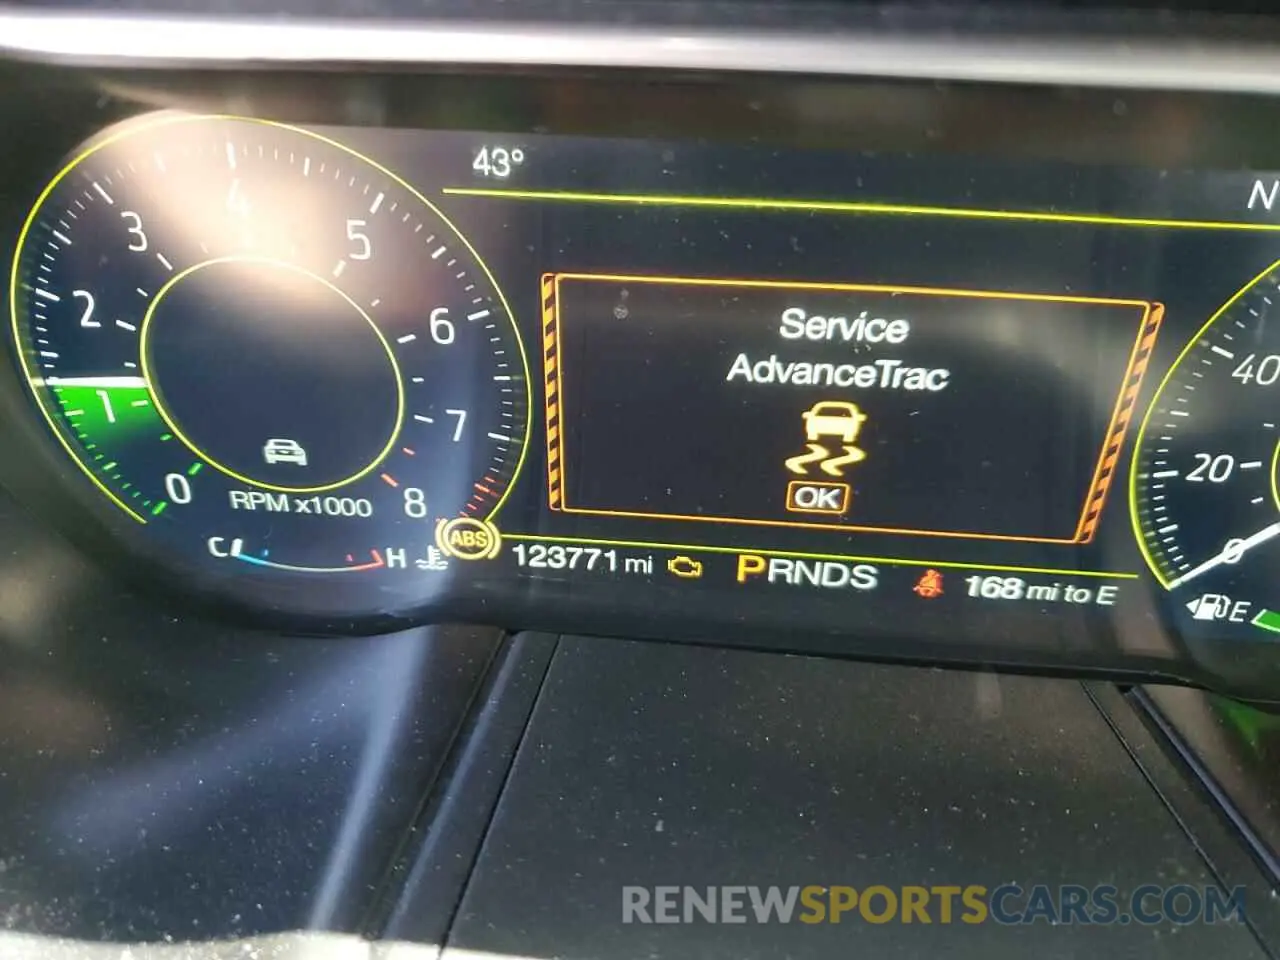 43°
N
0
1
2
3
4
5
6
7
8
RPM x1000
Service
AdvanceTrac
OK
40
20
0
C
H
ABS
123771 mi
PRNDS
168 mi to E
E
RENEWSPORTSCARS.COM